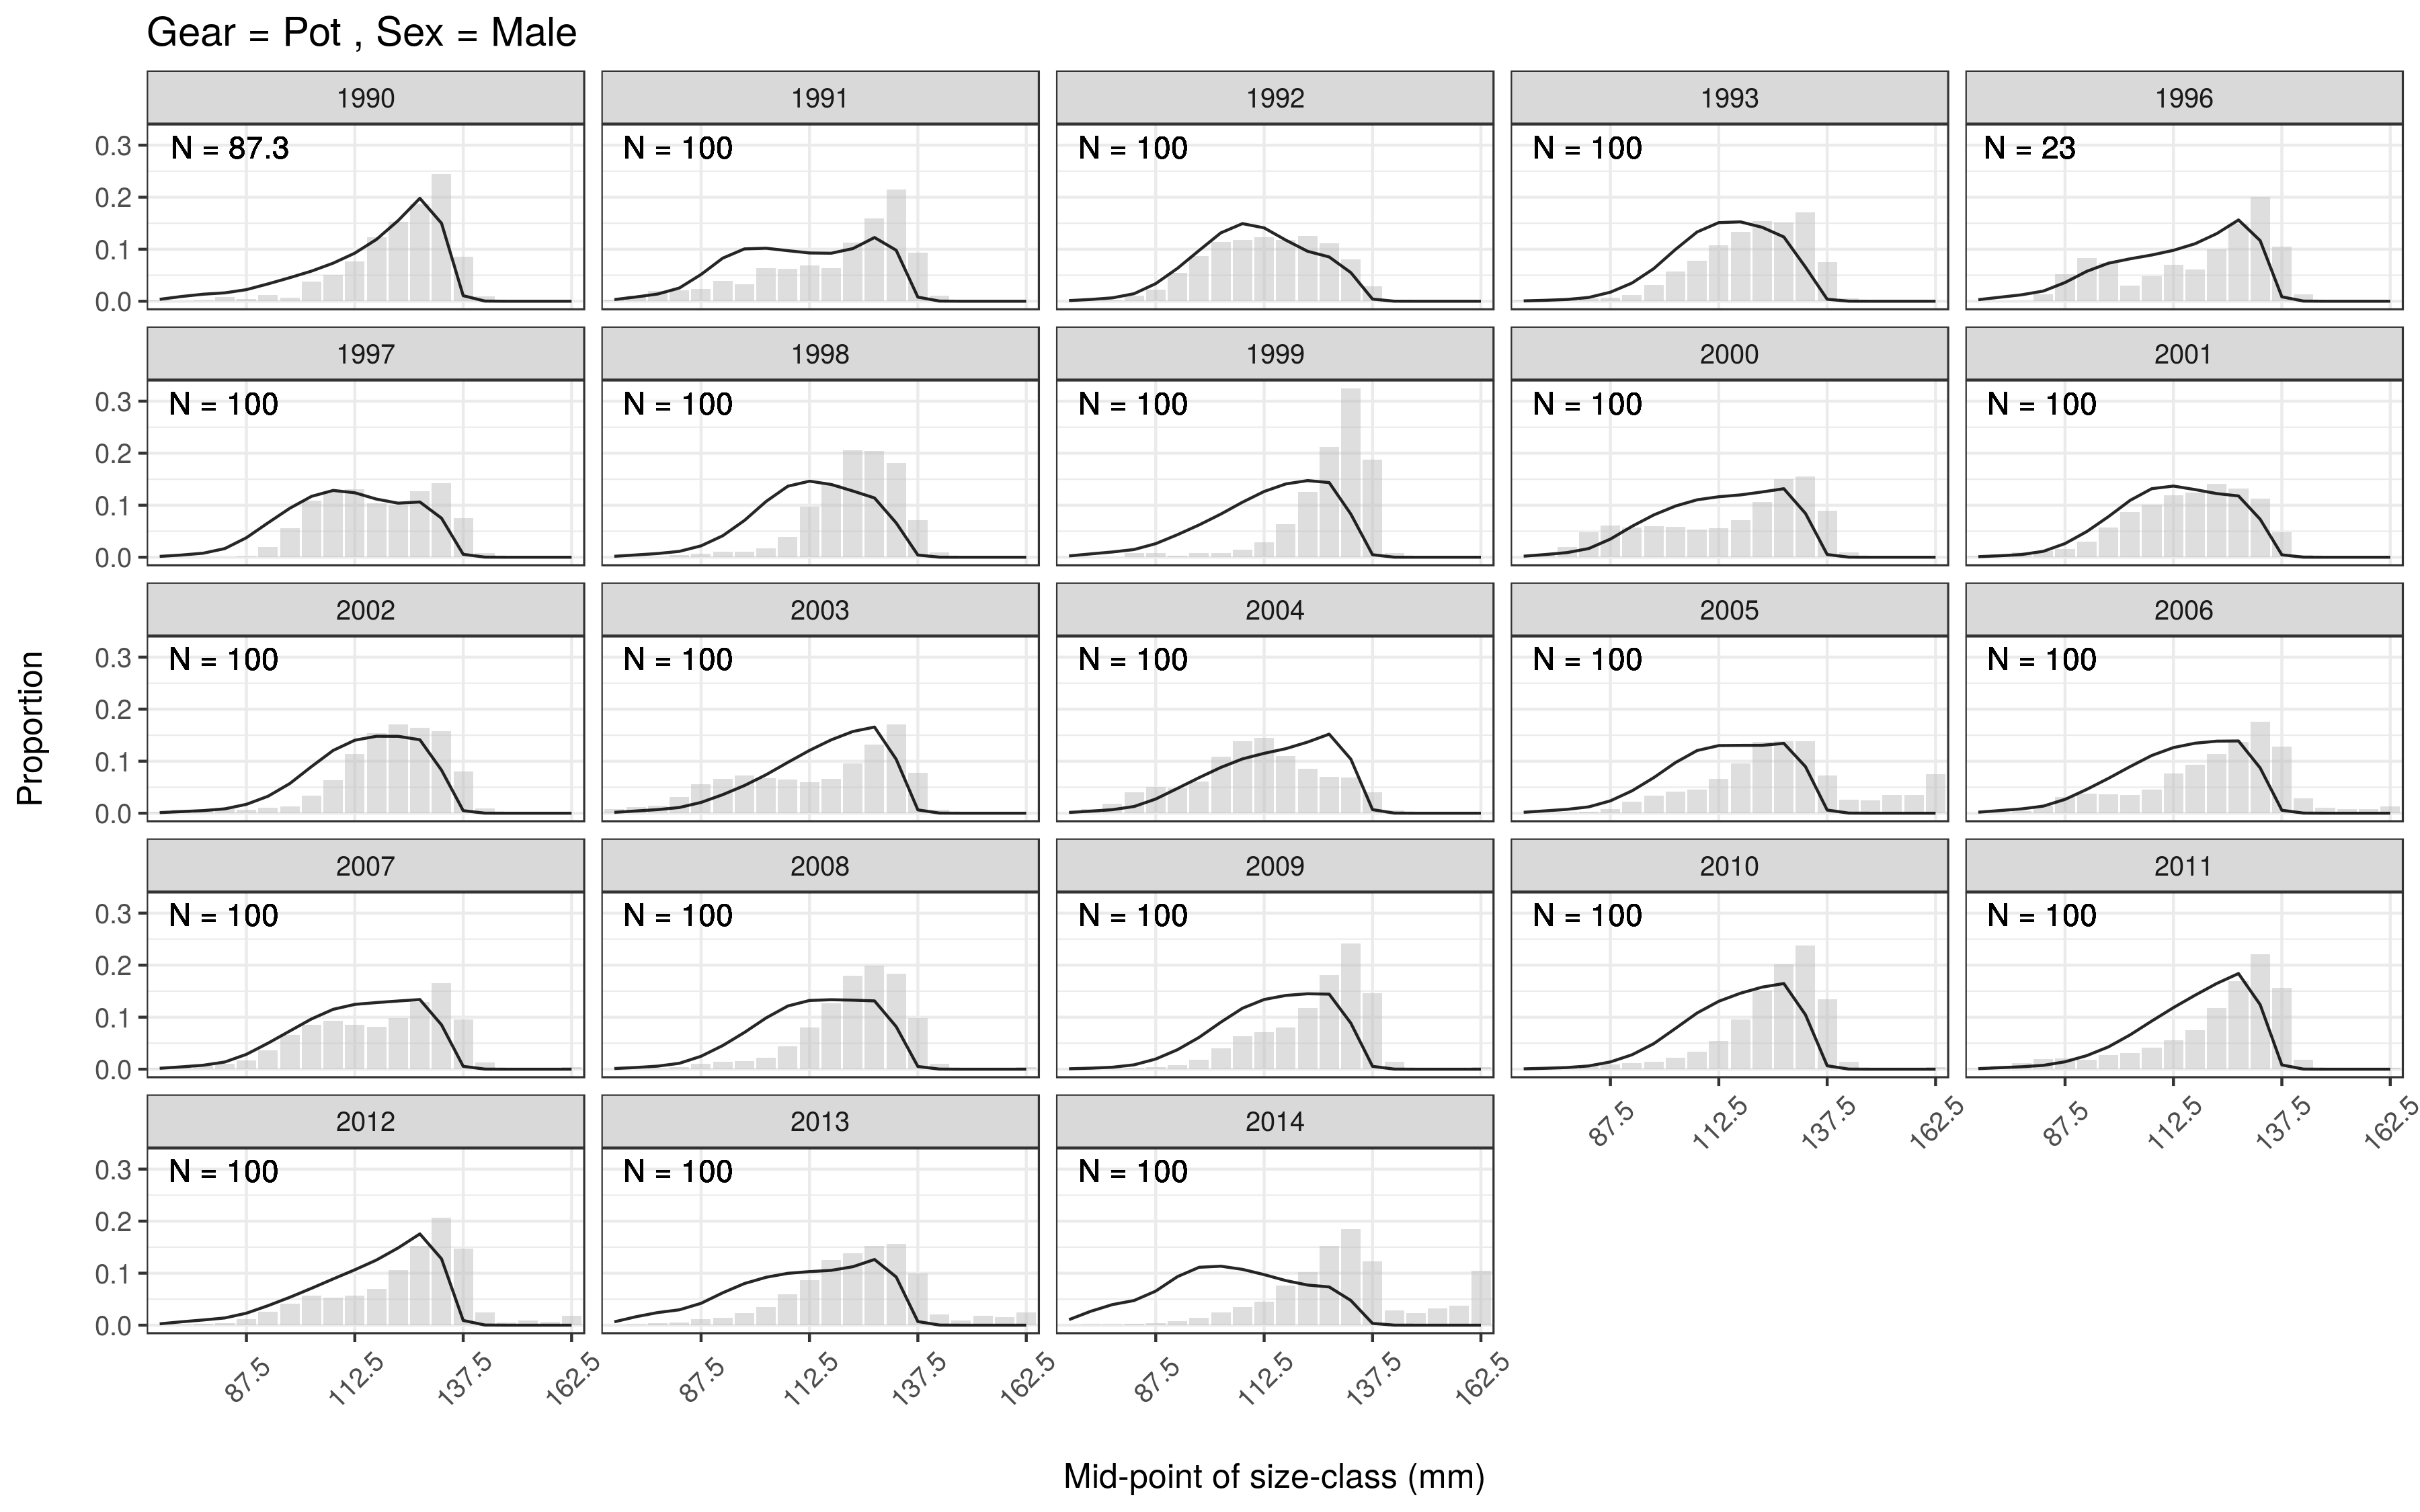 Gear = Pot , Sex = Male
1990 1991 1992 1993 1996
N = 87.3 N = 100 N = 100 N = 100 N = 23
0.3
0.2
0.1
0.0
1997 1998 1999 2000 2001
N = 100 N = 100 N = 100 N = 100 N = 100
0.3
0.2
0.1
0.0
2002 2003 2004 2005 2006
N = 100 N = 100 N = 100 N = 100 N = 100
0.3
0.2
0.1
0.0
Proportion
2007 2008 2009 2010 2011
N = 100 N = 100 N = 100 N = 100 N = 100
0.3
0.2
0.1
0.0
87.5 112.5 137.5 162.5 87.5 112.5 137.5 162.5
2012 2013 2014
N = 100 N = 100 N = 100
0.3
0.2
0.1
0.0
87.5 112.5 137.5 162.5 87.5 112.5 137.5 162.5 87.5 112.5 137.5 162.5
Mid-point of size-class (mm)